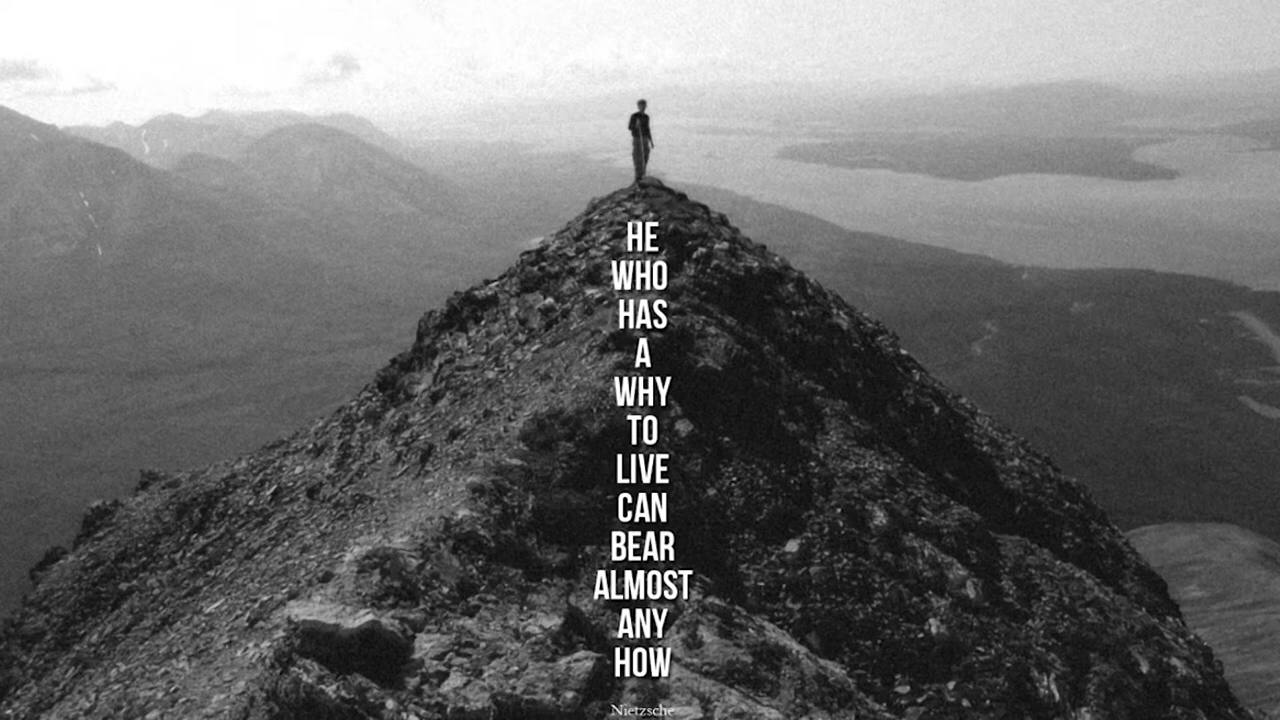 HE
WHO
HAS
A
WHY
TO
LIVE
CAN
BEAR
ALMOST
ANY
HOW
Nietzsche